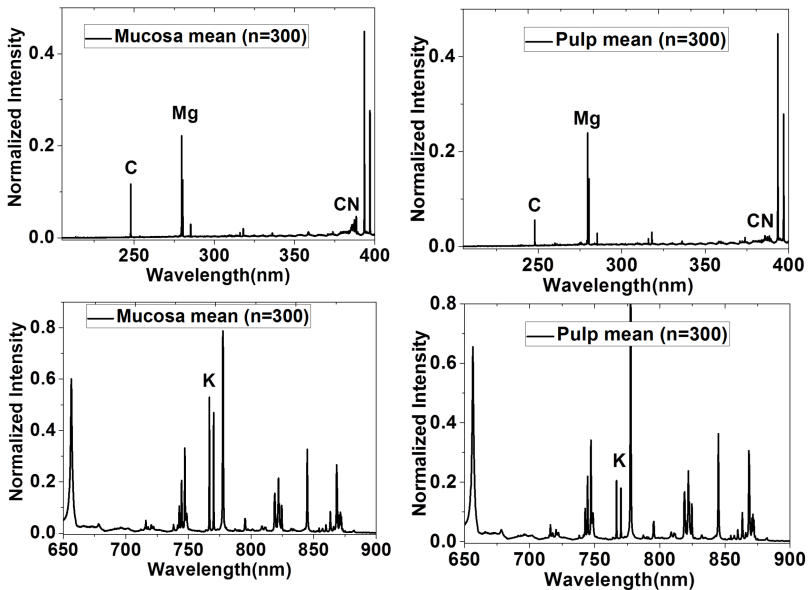 Mucosa mean (n=300)
Normalized Intensity
0.4
0.2
0.0
C
Mg
CN
250
300
350
400
Wavelength(nm)
Pulp mean (n=300)
Normalized Intensity
0.4
0.2
0.0
C
Mg
CN
250
300
350
400
Wavelength(nm)
Mucosa mean (n=300)
Normalized Intensity
0.8
0.6
0.4
0.2
0.0
K
650
700
750
800
850
900
Wavelength(nm)
Pulp mean (n=300)
Normalized Intensity
0.8
0.6
0.4
0.2
0.0
K
650
700
750
800
850
900
Wavelength(nm)